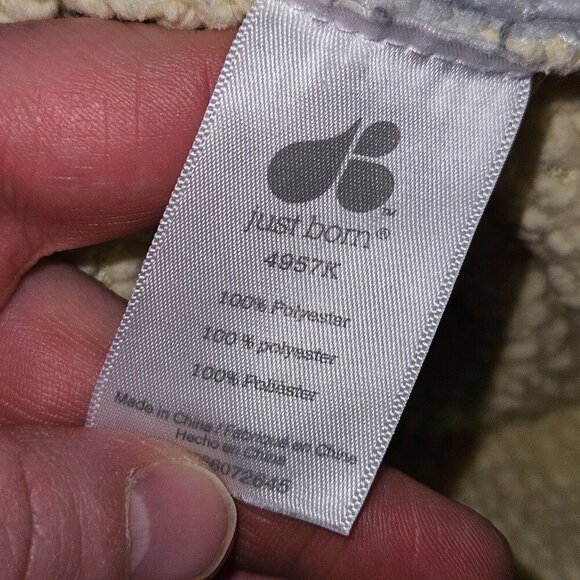 just born®
4957K
100% Polyester
100% polyester
100% Poliéster
Made in China / Fabriqué en Chine
Hecho en China